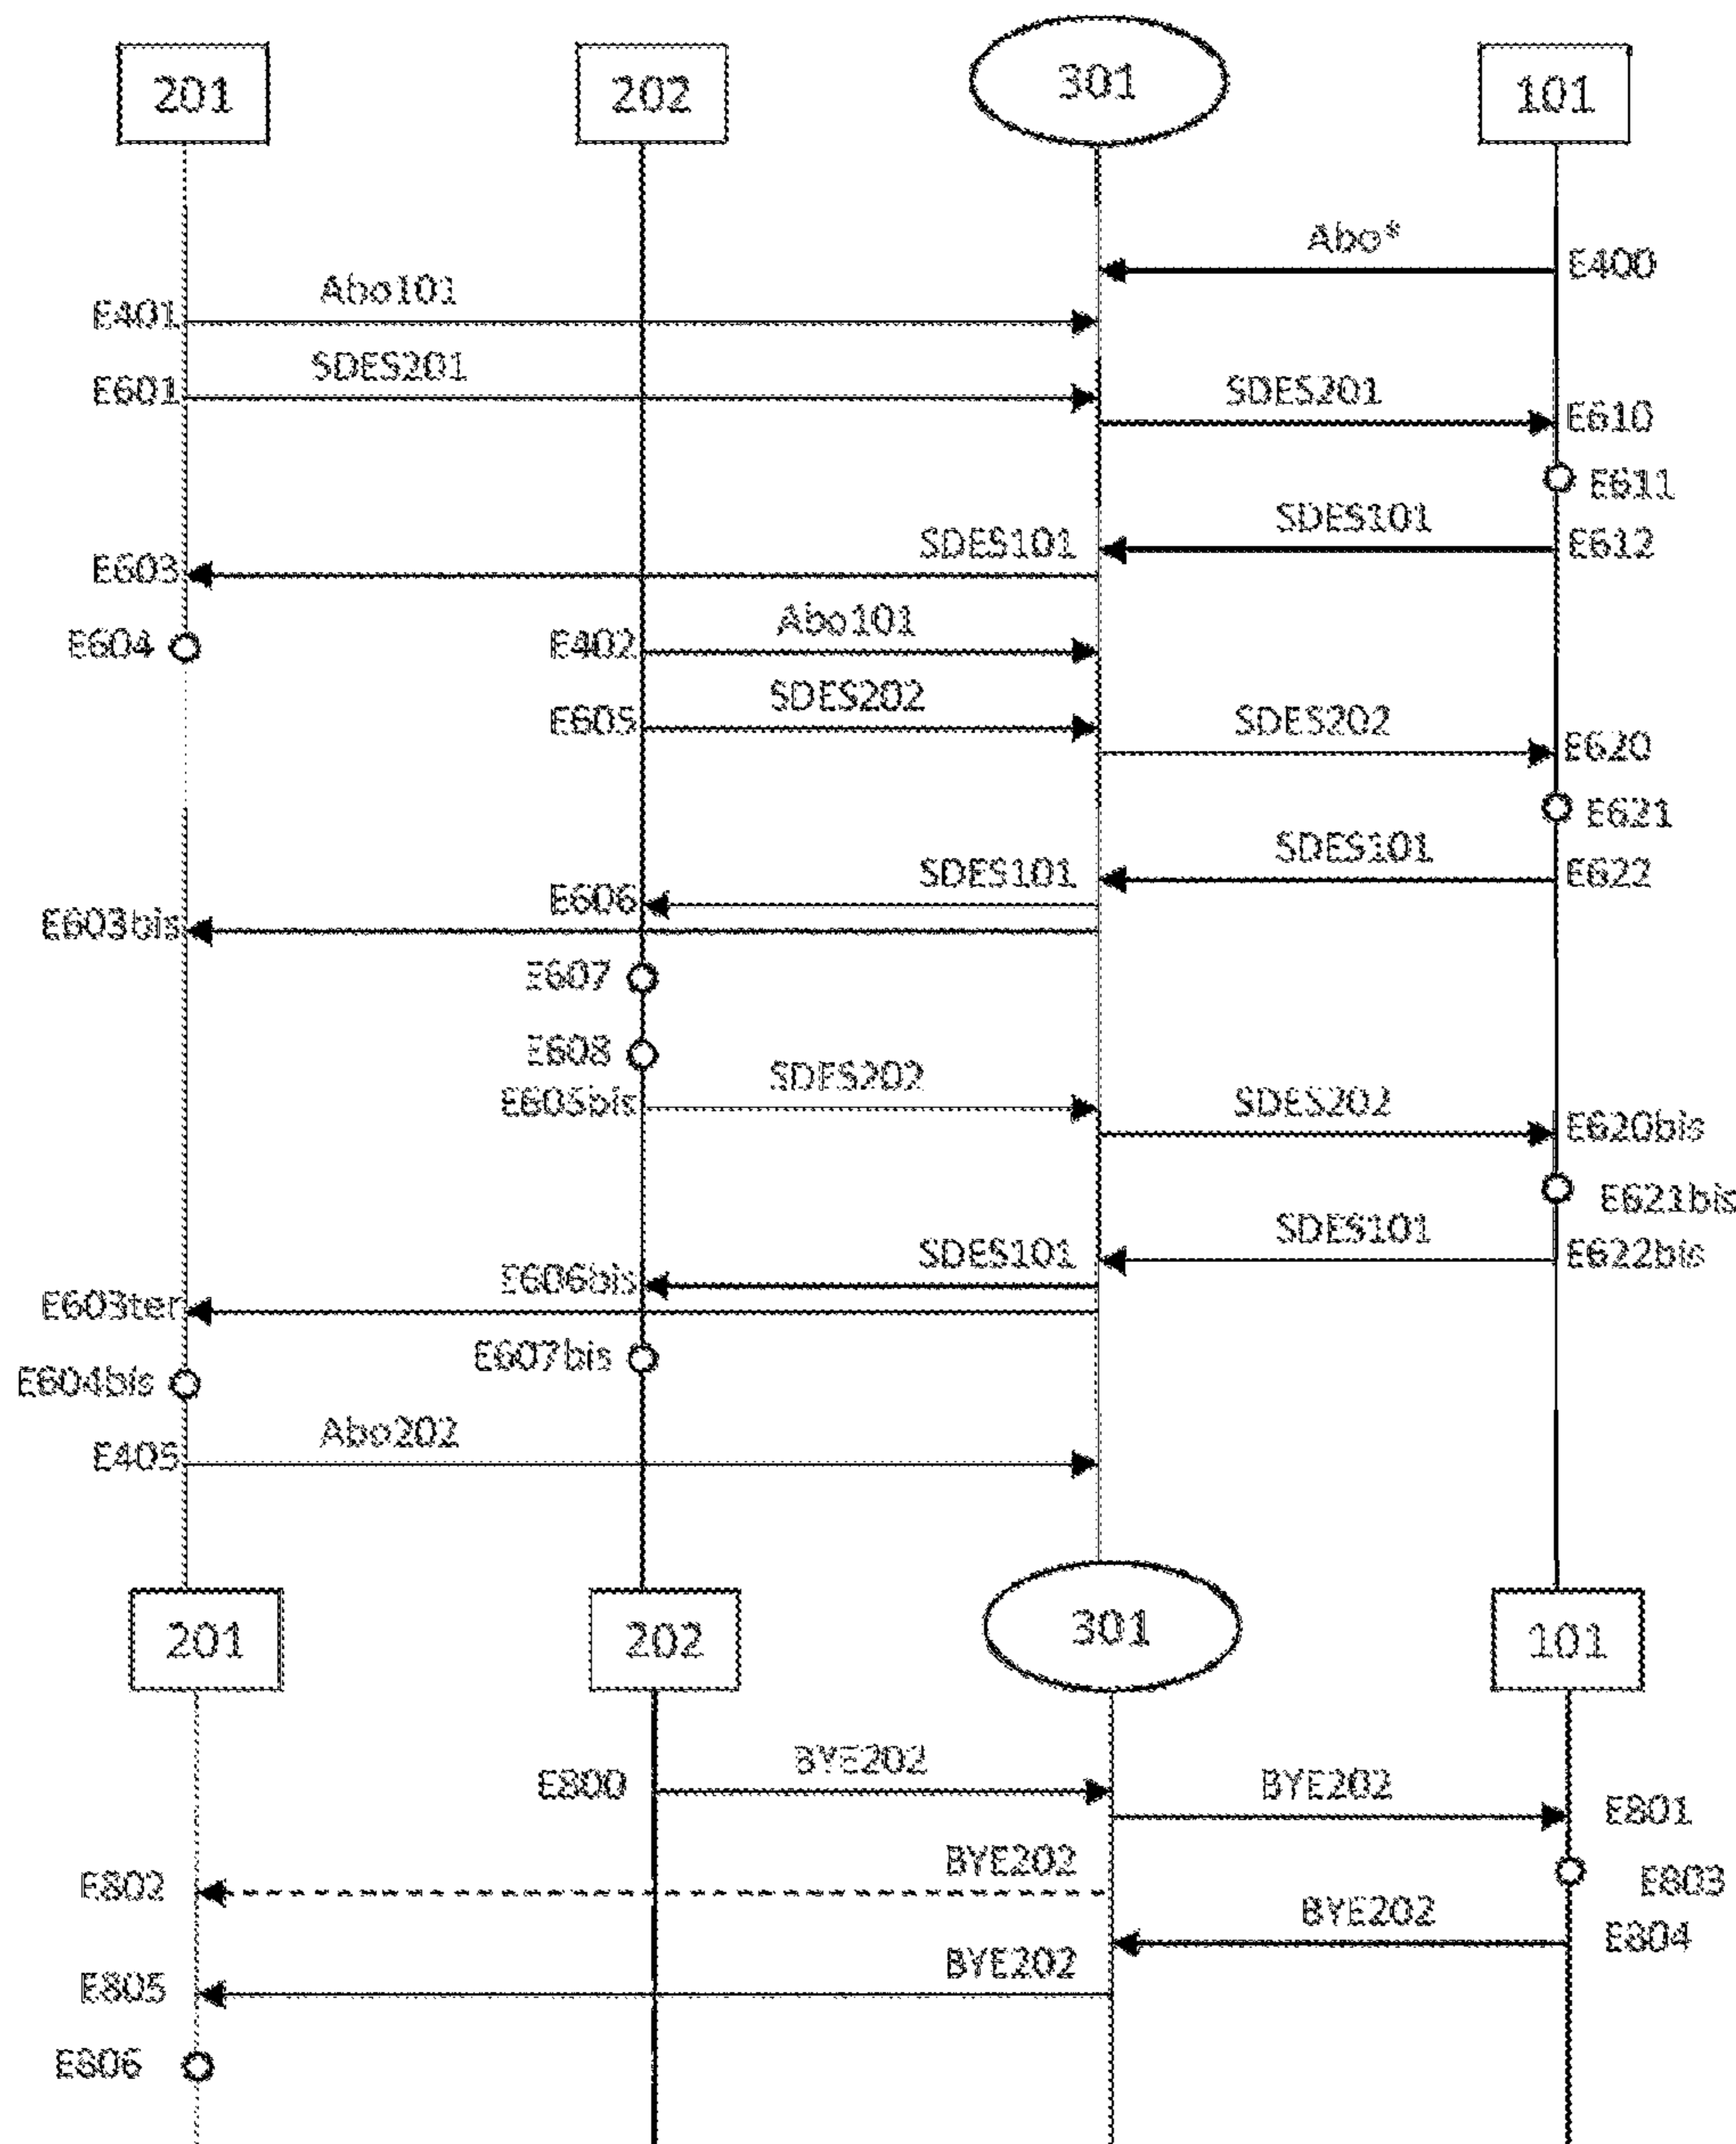 201 202 301 101
Abo* E400
E401 Abo101
E601 SDES201
SDES201 E610
E611
SDES101 E612
E603 SDES101
E604
E402 Abo101
E605 SDES202
SDES202 E620
E621
SDES101 E622
E606 SDES101
E603bis
E607
E608
E605bis SDES202
SDES202 E620bis
E621bis
SDES101 E622bis
E606bis SDES101
E603ter
E607bis
E604bis
E405 Abo202
201 202 301 101
E800 BYE202
BYE202 E801
E802 BYE202
E803
BYE202 E804
E805 BYE202
E806